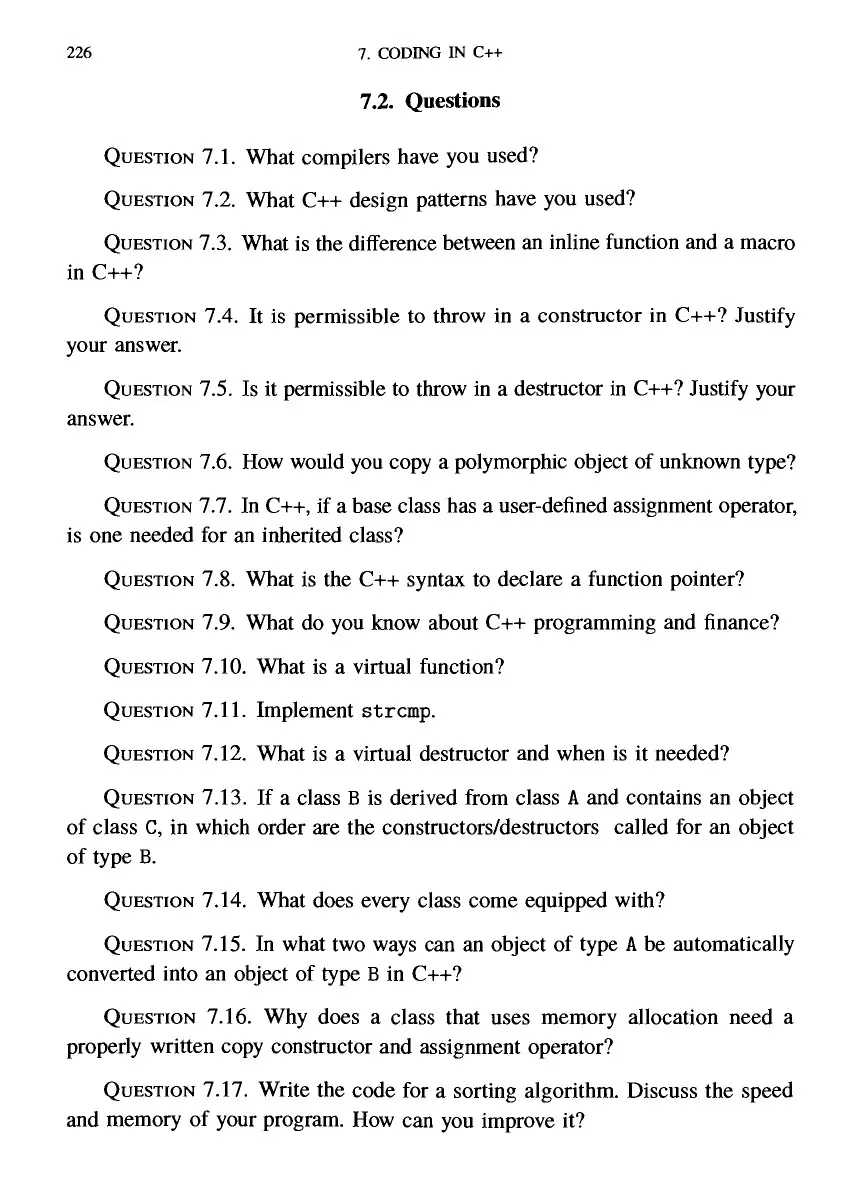 226
7. CODING IN C++
7.2. Questions
QUESTION 7.1. What compilers have you used?
QUESTION 7.2. What C++ design patterns have you used?
QUESTION 7.3. What is the difference between an inline function and a macro
in C++?
QUESTION 7.4. It is permissible to throw in a constructor in C++? Justify
your answer.
QUESTION 7.5. Is it permissible to throw in a destructor in C++? Justify your
answer.
QUESTION 7.6. How would you copy a polymorphic object of unknown type?
QUESTION 7.7. In C++, if a base class has a user-defined assignment operator,
is one needed for an inherited class?
QUESTION 7.8. What is the C++ syntax to declare a function pointer?
QUESTION 7.9. What do you know about C++ programming and finance?
QUESTION 7.10. What is a virtual function?
QUESTION 7.11. Implement strcmp.
QUESTION 7.12. What is a virtual destructor and when is it needed?
QUESTION 7.13. If a class B is derived from class A and contains an object
of class C, in which order are the constructors/destructors called for an object
of type B.
QUESTION 7.14. What does every class come equipped with?
QUESTION 7.15. In what two ways can an object of type A be automatically
converted into an object of type B in C++?
QUESTION 7.16. Why does a class that uses memory allocation need a
properly written copy constructor and assignment operator?
QUESTION 7.17. Write the code for a sorting algorithm. Discuss the speed
and memory of your program. How can you improve it?